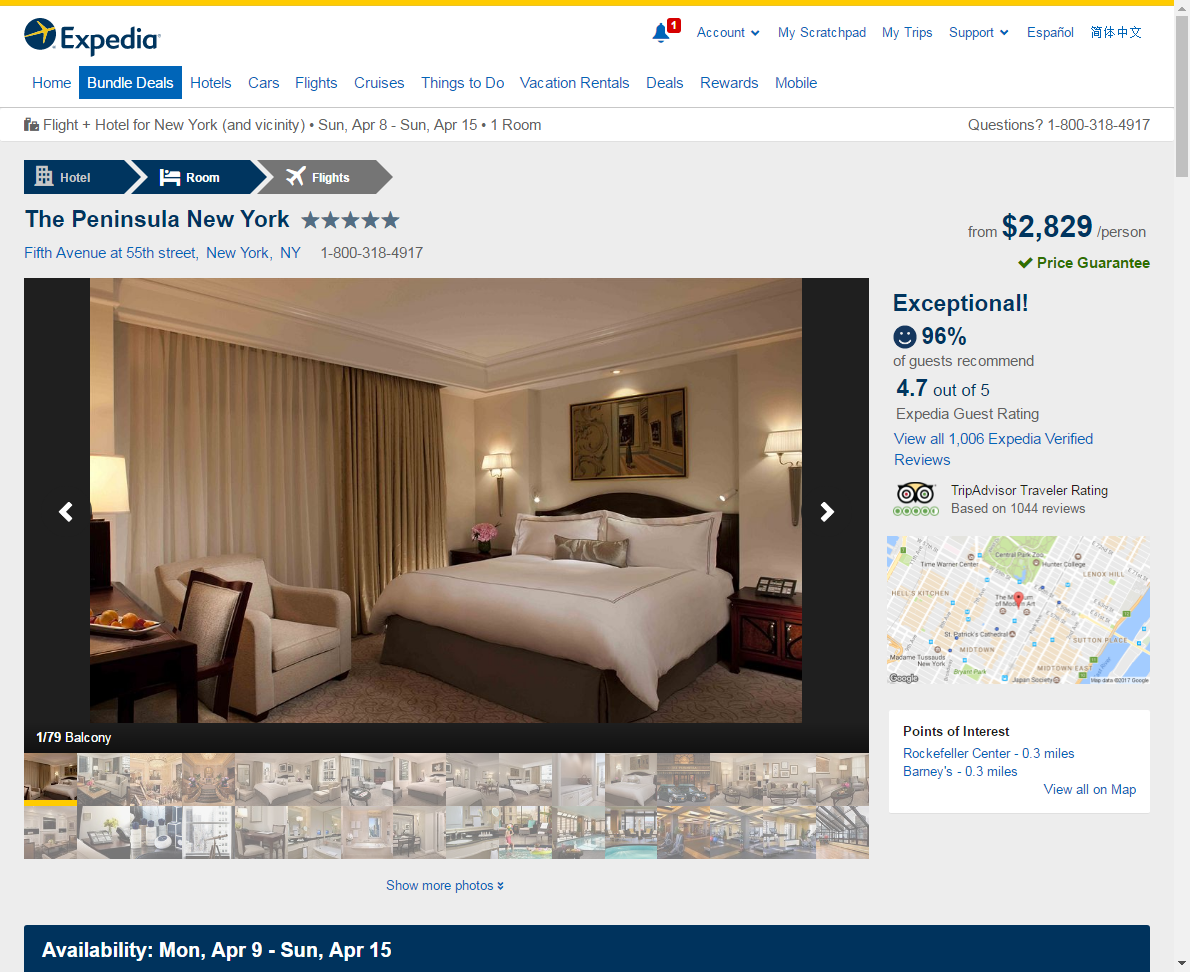 Expedia
1 Account My Scratchpad My Trips Support Español 简体中文
Home Bundle Deals Hotels Cars Flights Cruises Things to Do Vacation Rentals Deals Rewards Mobile
Flight + Hotel for New York (and vicinity) • Sun, Apr 8 - Sun, Apr 15 • 1 Room Questions? 1-800-318-4917
Hotel Room Flights
The Peninsula New York
from $2,829 /person
Fifth Avenue at 55th street, New York, NY 1-800-318-4917
Price Guarantee
Exceptional!
96%
of guests recommend
4.7 out of 5
Expedia Guest Rating
View all 1,006 Expedia Verified
Reviews
TripAdvisor Traveler Rating
Based on 1044 reviews
Central Park Zoo
Time Warner Center
Hunter College
LENOX HILL
HELL'S KITCHEN
The Museum
of Modern Art
St. Patrick's Cathedral
SUTTON PLACE
MIDTOWN
Madame Tussauds
New York
MIDTOWN EAST
Bryant Park
Japan Society
Google
Map data ©2017 Google
1/79 Balcony
Points of Interest
Rockefeller Center - 0.3 miles
Barney's - 0.3 miles
View all on Map
Show more photos
Availability: Mon, Apr 9 - Sun, Apr 15